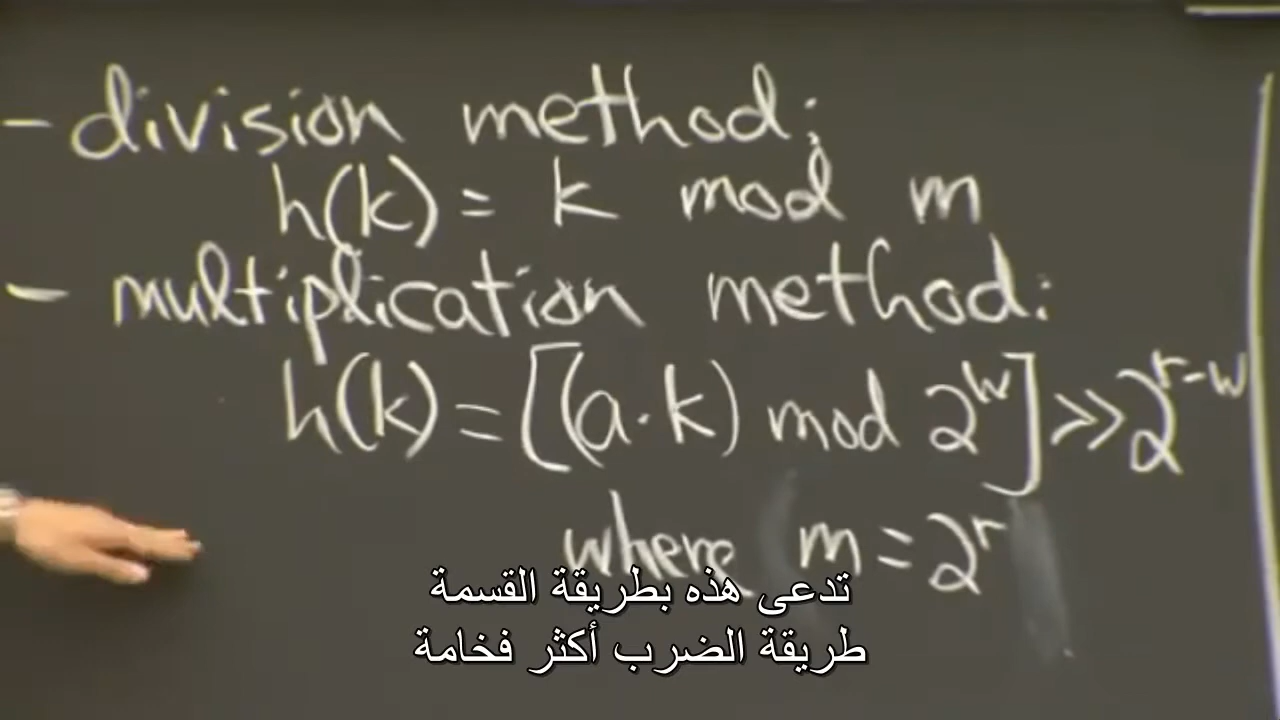 - division method:
h(k) = k mod m
- multiplication method:
h(k) = [(a·k) mod 2^w] >> 2^r-w
where m = 2^r
تدعى هذه بطريقة القسمة
طريقة الضرب أكثر فخامة